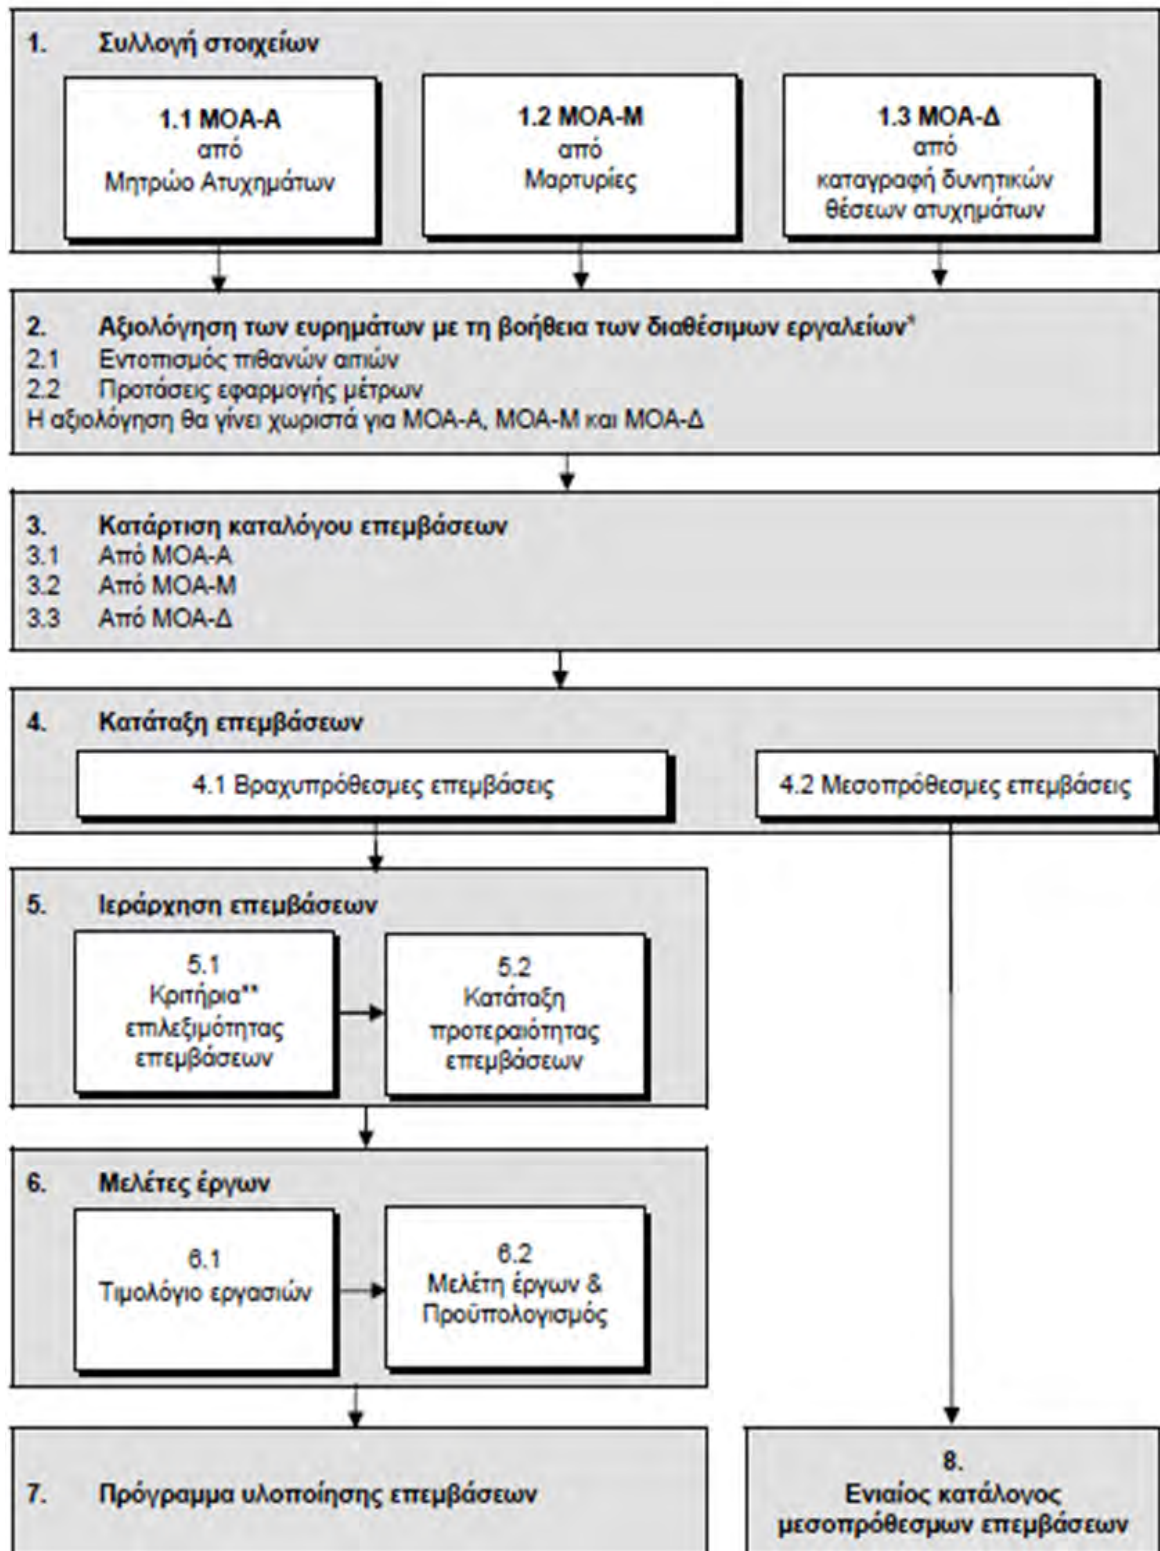 1. Συλλογή στοιχείων
1.1 ΜΟΑ-Α
από
Μητρώο Ατυχημάτων
1.2 ΜΟΑ-Μ
από
Μαρτυρίες
1.3 ΜΟΑ-Δ
από
καταγραφή δυνητικών
θέσεων ατυχημάτων
2. Αξιολόγηση των ευρημάτων με τη βοήθεια των διαθέσιμων εργαλείων*
2.1 Εντοπισμός πιθανών αιτιών
2.2 Προτάσεις εφαρμογής μέτρων
Η αξιολόγηση θα γίνει χωριστά για ΜΟΑ-Α, ΜΟΑ-Μ και ΜΟΑ-Δ
3. Κατάρτιση καταλόγου επεμβάσεων
3.1 Από ΜΟΑ-Α
3.2 Από ΜΟΑ-Μ
3.3 Από ΜΟΑ-Δ
4. Κατάταξη επεμβάσεων
4.1 Βραχυπρόθεσμες επεμβάσεις
4.2 Μεσοπρόθεσμες επεμβάσεις
5. Ιεράρχηση επεμβάσεων
5.1
Κριτήρια**
επιλεξιμότητας
επεμβάσεων
5.2
Κατάταξη
προτεραιότητας
επεμβάσεων
6. Μελέτες έργων
6.1
Τιμολόγιο εργασιών
6.2
Μελέτη έργων &
Προϋπολογισμός
7. Πρόγραμμα υλοποίησης επεμβάσεων
8.
Ενιαίος κατάλογος
μεσοπρόθεσμων επεμβάσεων